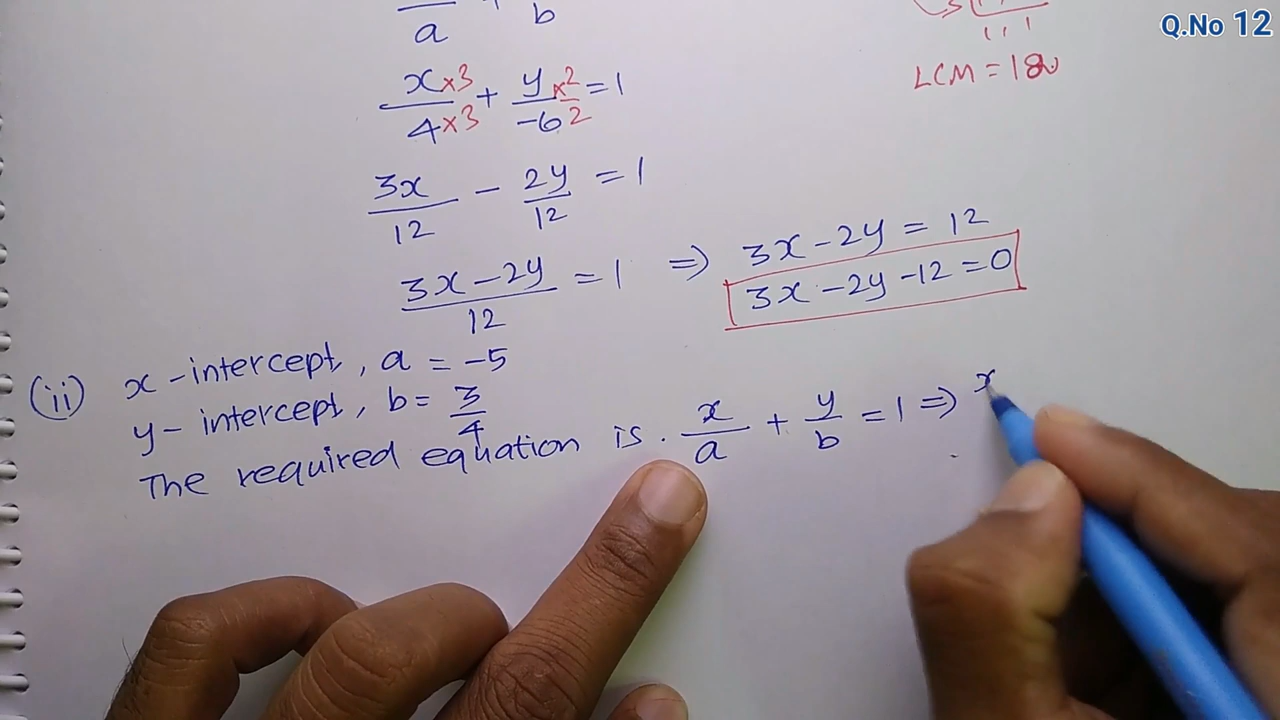 Q.No 12
a b
LCM = 12
x×3/4×3 + y×2/-6 2 = 1
3x/12 - 2y/12 = 1
3x-2y/12 = 1 ⇒ 3x-2y = 12
3x-2y-12=0
(ii) x-intercept, a = -5
y-intercept, b = 3/4
The required equation is. x/a + y/b = 1 ⇒ x